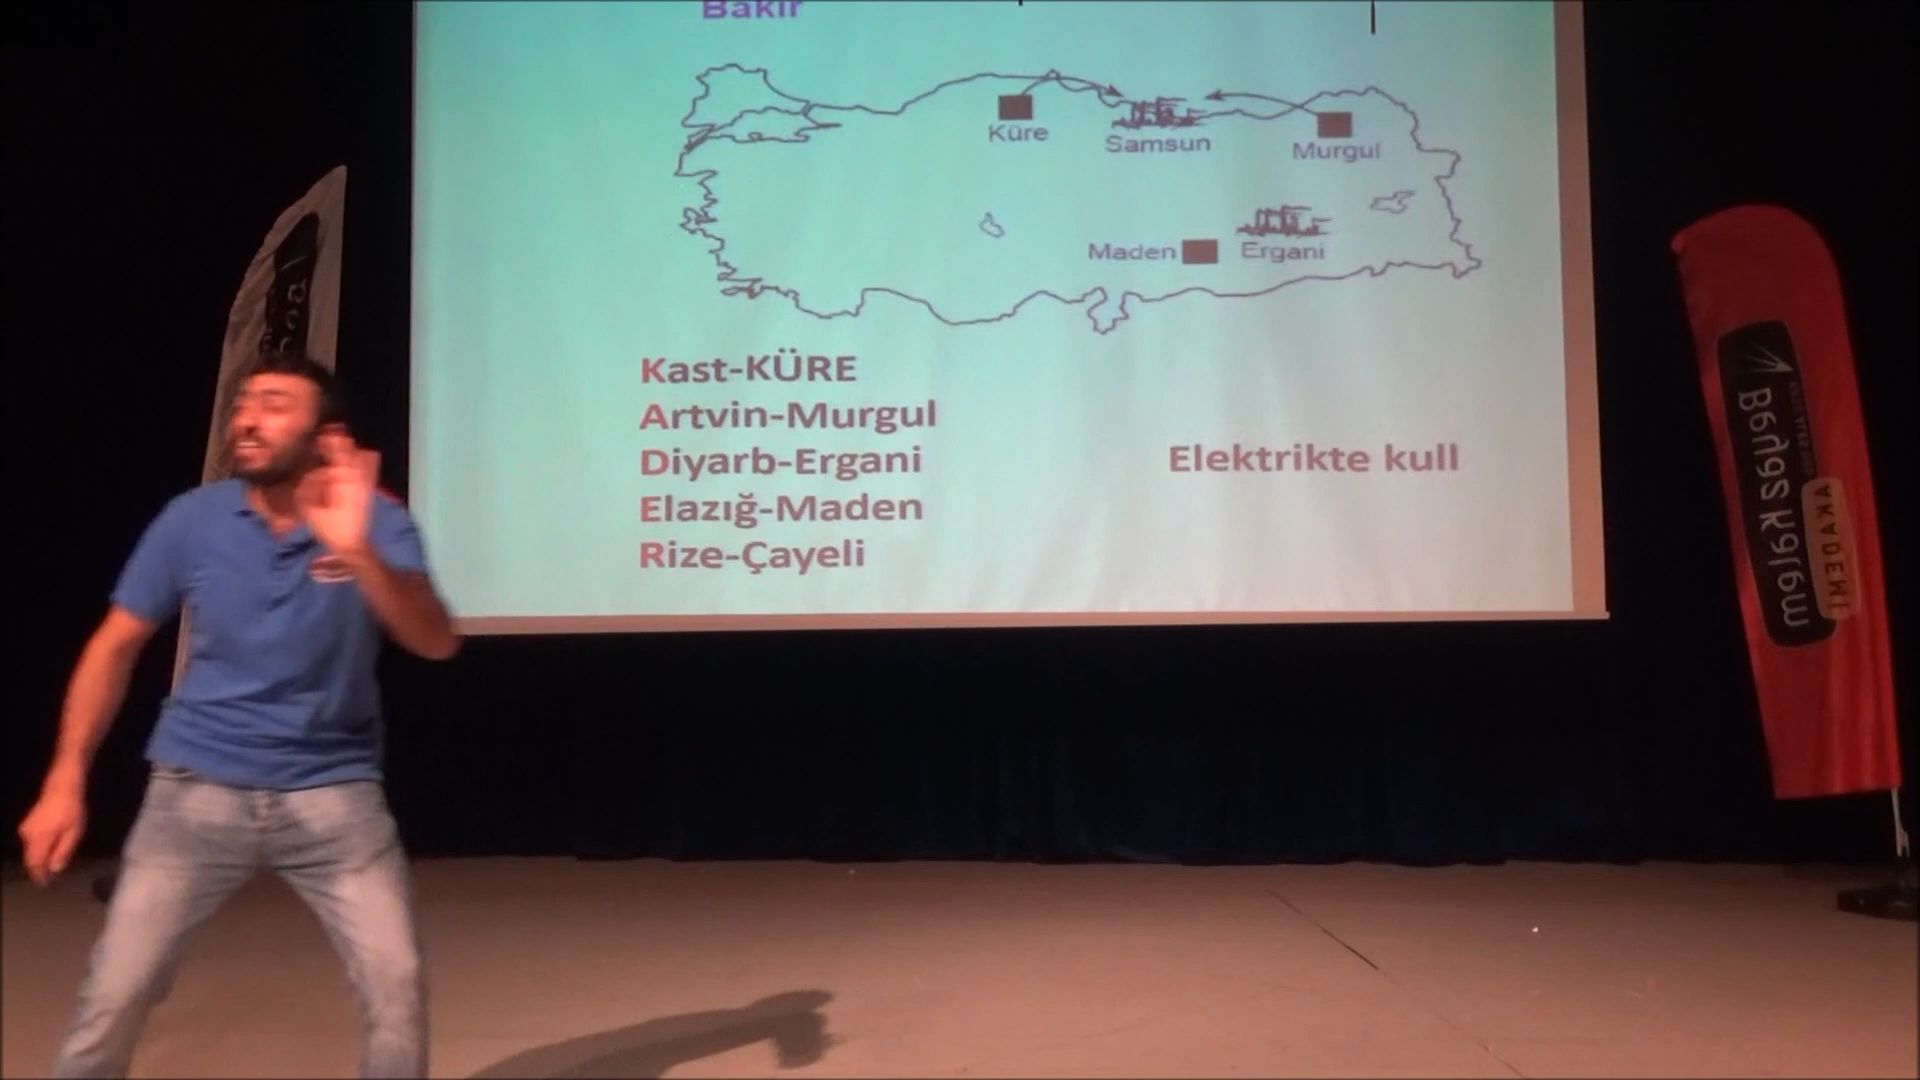 Bakır
Küre
Samsun
Murgul
Maden
Ergani
Kast-KÜRE
Artvin-Murgul
Diyarb-Ergani
Elazığ-Maden
Rize-Çayeli
Elektrikte kull
AKADEMİ